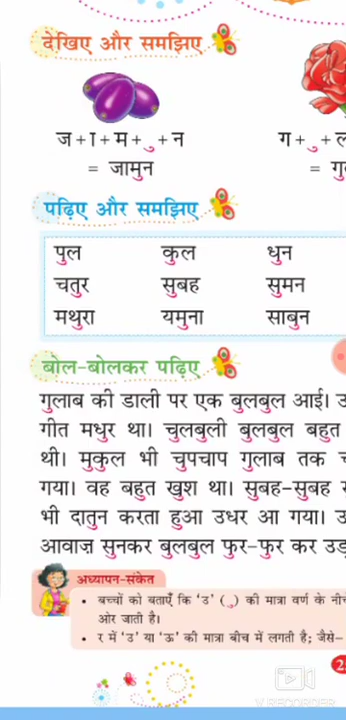 देखिए और समझिए
ज + ा + म + ु + न ग + ु +
= जामुन =
पढ़िए और समझिए
पुल कुल धुन
चतुर सुबह सुमन
मथुरा यमुना साबुन
बोल-बोलकर पढ़िए
गुलाब की डाली पर एक बुलबुल आई।
गीत मधुर था। चुलबुली बुलबुल बहुत
थी। मुकुल भी चुपचाप गुलाब तक
गया। वह बहुत खुश था। सुबह-सुबह
भी दातुन करता हुआ उधर आ गया।
आवाज़ सुनकर बुलबुल फुर-फुर कर
अध्यापन-संकेत
• बच्चों को बताएँ कि 'उ' ( ु ) की मात्रा वर्ण के
ओर जाती है।
• र में 'उ' या 'ऊ' की मात्रा बीच में लगती है; जैसे–
V RECORDER